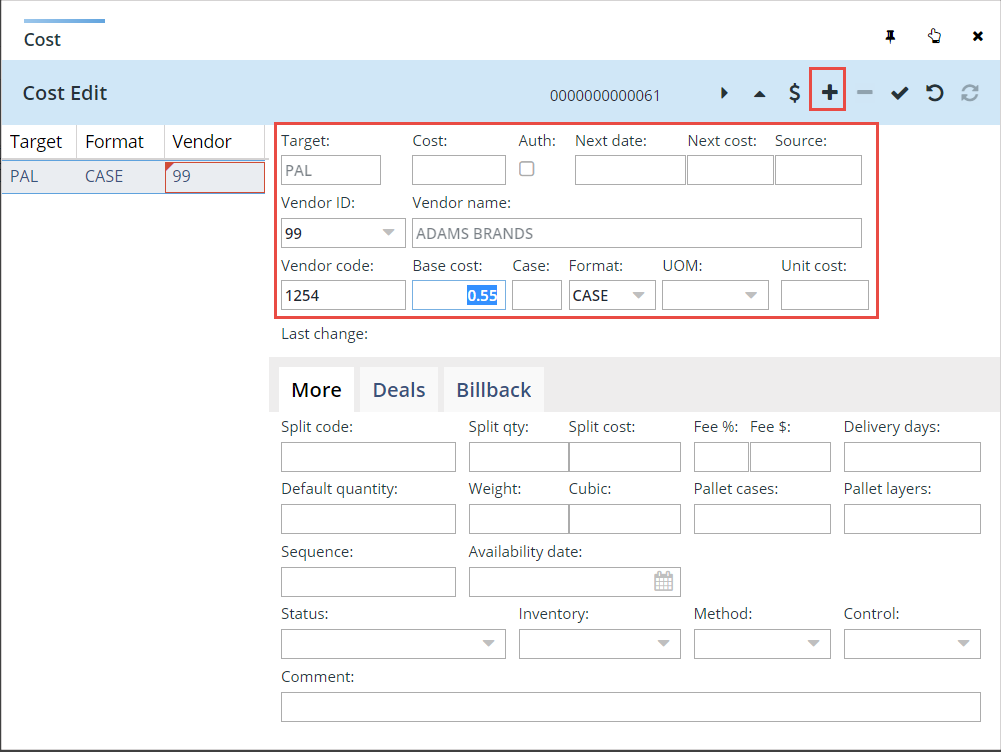 Cost
Cost Edit 0000000000061 $
Target Format Vendor
PAL CASE 99
Target: Cost: Auth: Next date: Next cost: Source:
PAL
Vendor ID: Vendor name:
99 ADAMS BRANDS
Vendor code: Base cost: Case: Format: UOM: Unit cost:
1254 0.55 CASE
Last change:
More Deals Billback
Split code: Split qty: Split cost: Fee %: Fee $: Delivery days:
Default quantity: Weight: Cubic: Pallet cases: Pallet layers:
Sequence: Availability date:
Status: Inventory: Method: Control:
Comment: